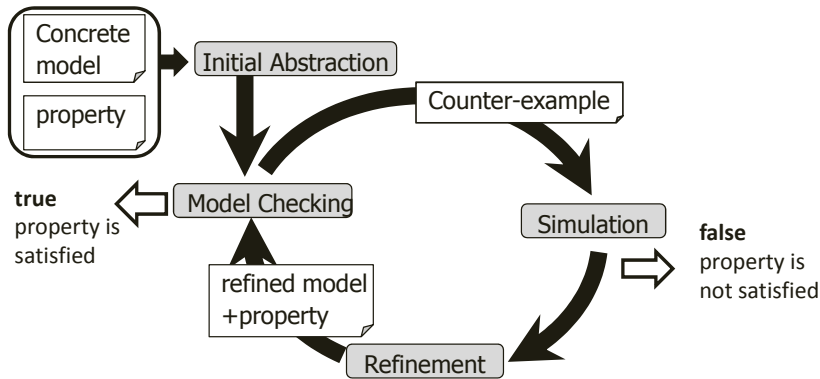 Concrete
model
property
Initial Abstraction
Counter-example
true
property is
satisfied
Model Checking
Simulation
false
property is
not satisfied
refined model
+property
Refinement